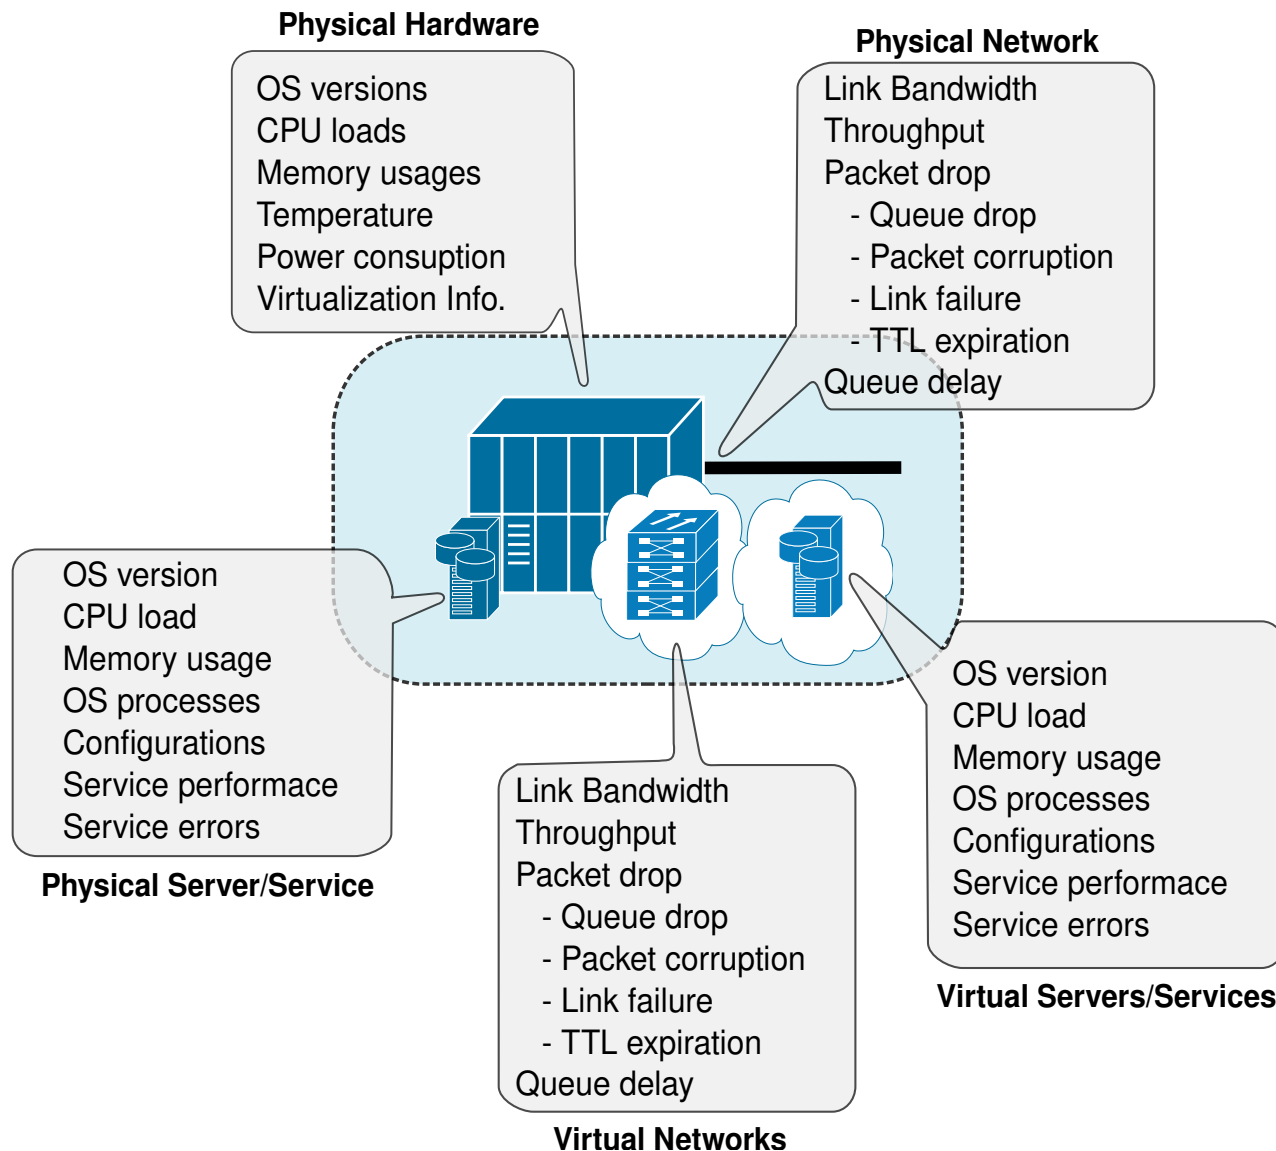 Physical Hardware
OS versions
CPU loads
Memory usages
Temperature
Power consuption
Virtualization Info.
Physical Network
Link Bandwidth
Throughput
Packet drop
- Queue drop
- Packet corruption
- Link failure
- TTL expiration
Queue delay
OS version
CPU load
Memory usage
OS processes
Configurations
Service performace
Service errors
Physical Server/Service
Link Bandwidth
Throughput
Packet drop
- Queue drop
- Packet corruption
- Link failure
- TTL expiration
Queue delay
Virtual Networks
OS version
CPU load
Memory usage
OS processes
Configurations
Service performace
Service errors
Virtual Servers/Services